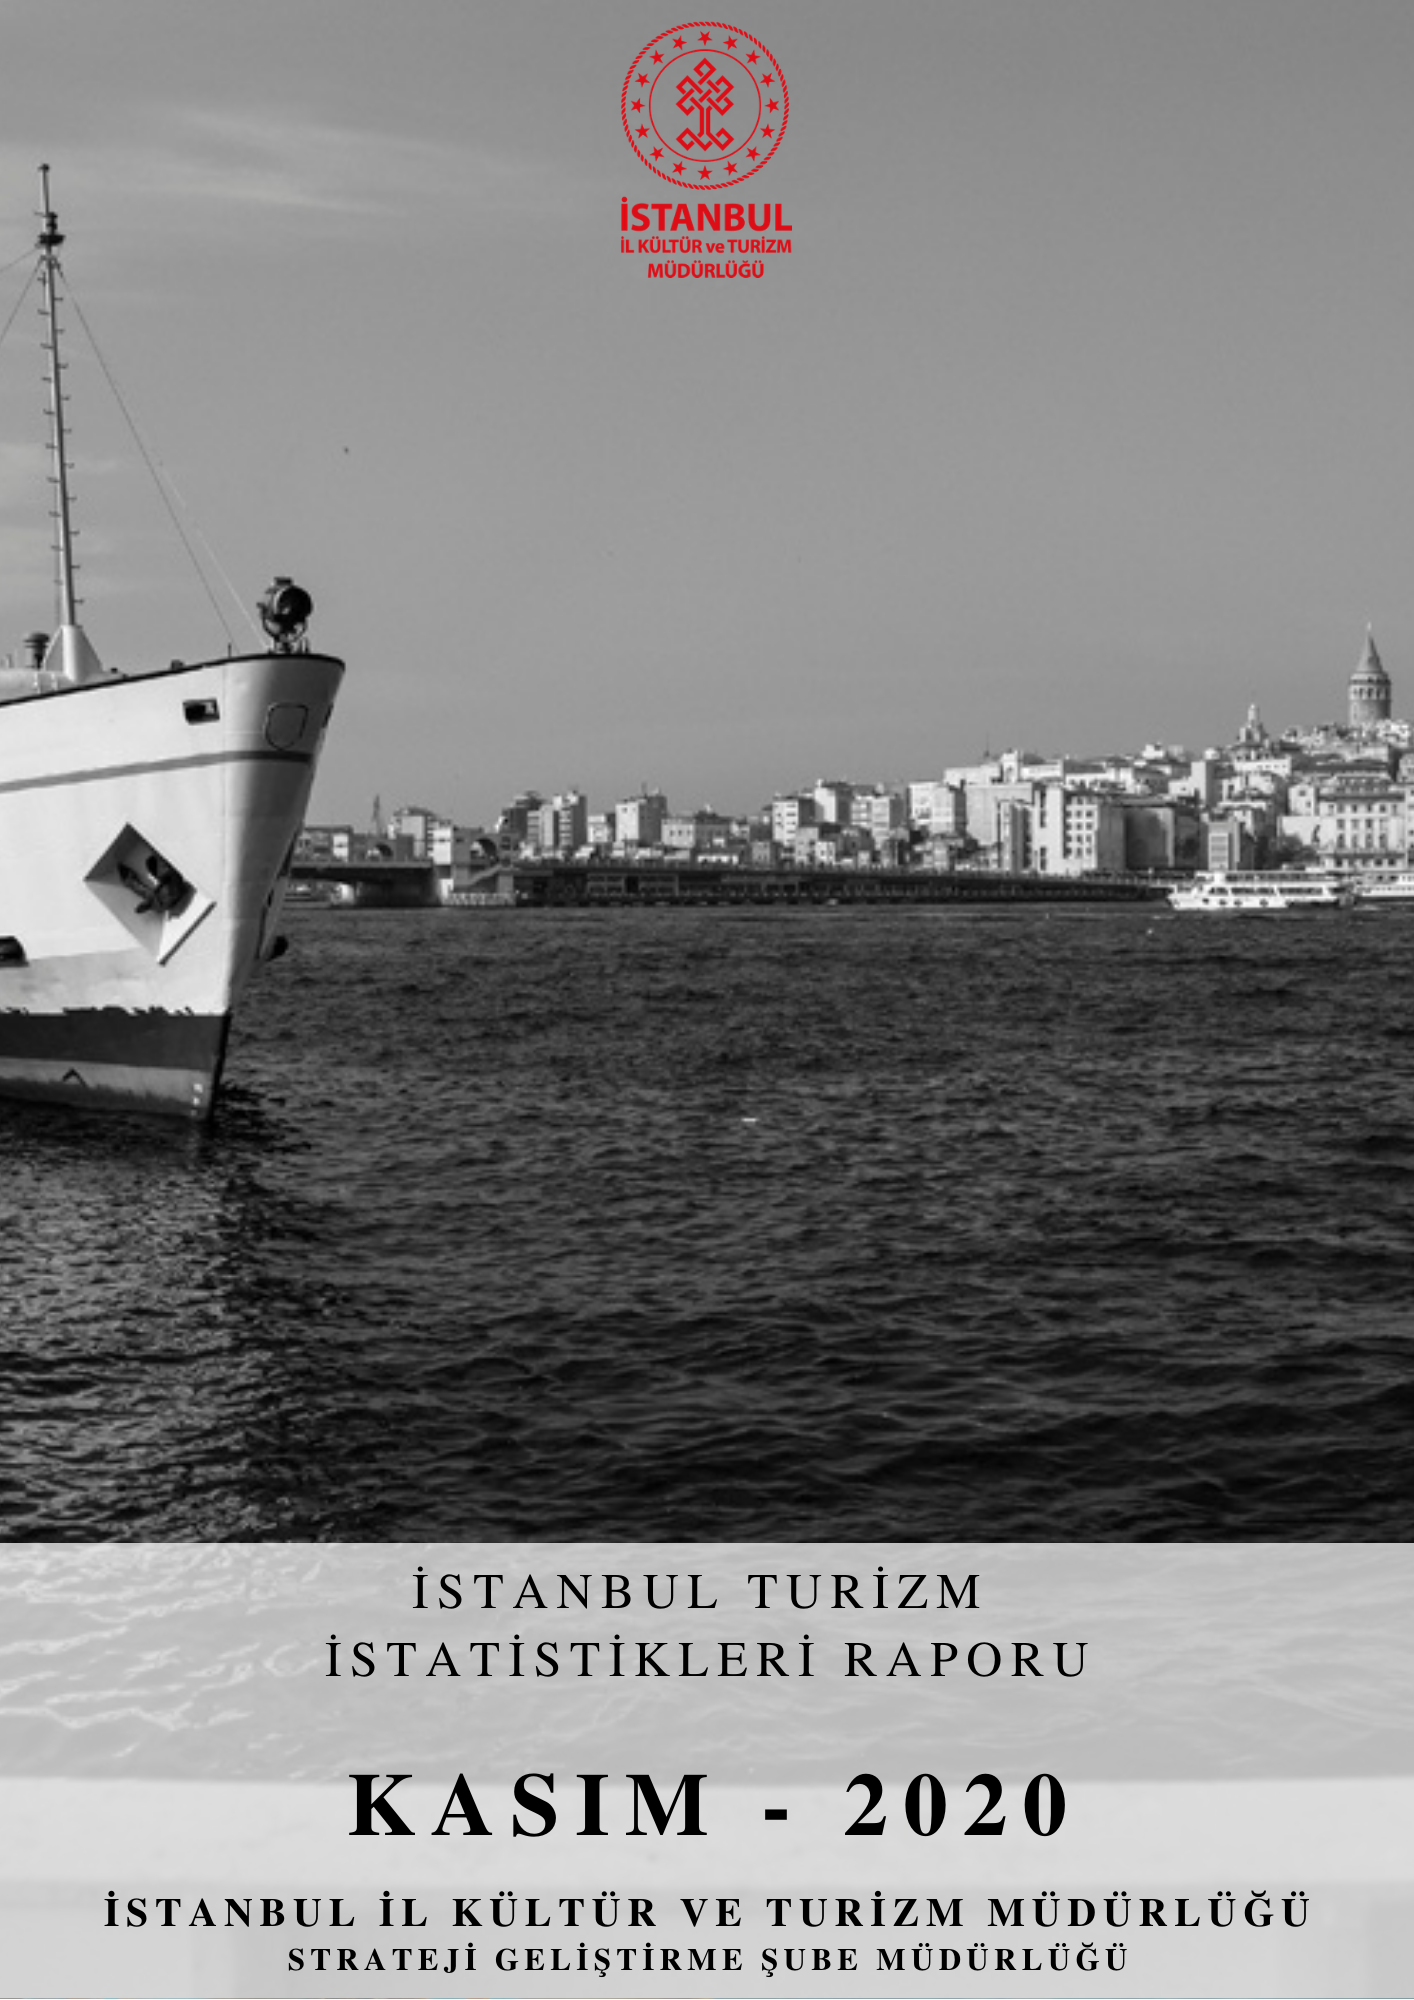 İSTANBUL
İL KÜLTÜR ve TURİZM
MÜDÜRLÜĞÜ
İSTANBUL TURİZM
İSTATİSTİKLERİ RAPORU
KASIM - 2020
İSTANBUL İL KÜLTÜR VE TURİZM MÜDÜRLÜĞÜ
STRATEJİ GELİŞTİRME ŞUBE MÜDÜRLÜĞÜ